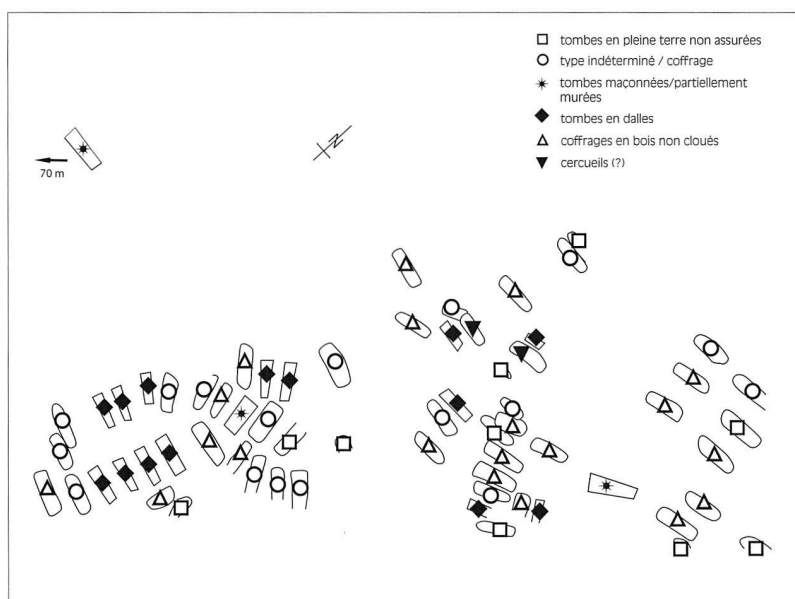 tombes en pleine terre non assurées
type indéterminé / coffrage
tombes maçonnées/partiellement
murées
tombes en dalles
coffrages en bois non cloués
cercueils (?)
N
70 m